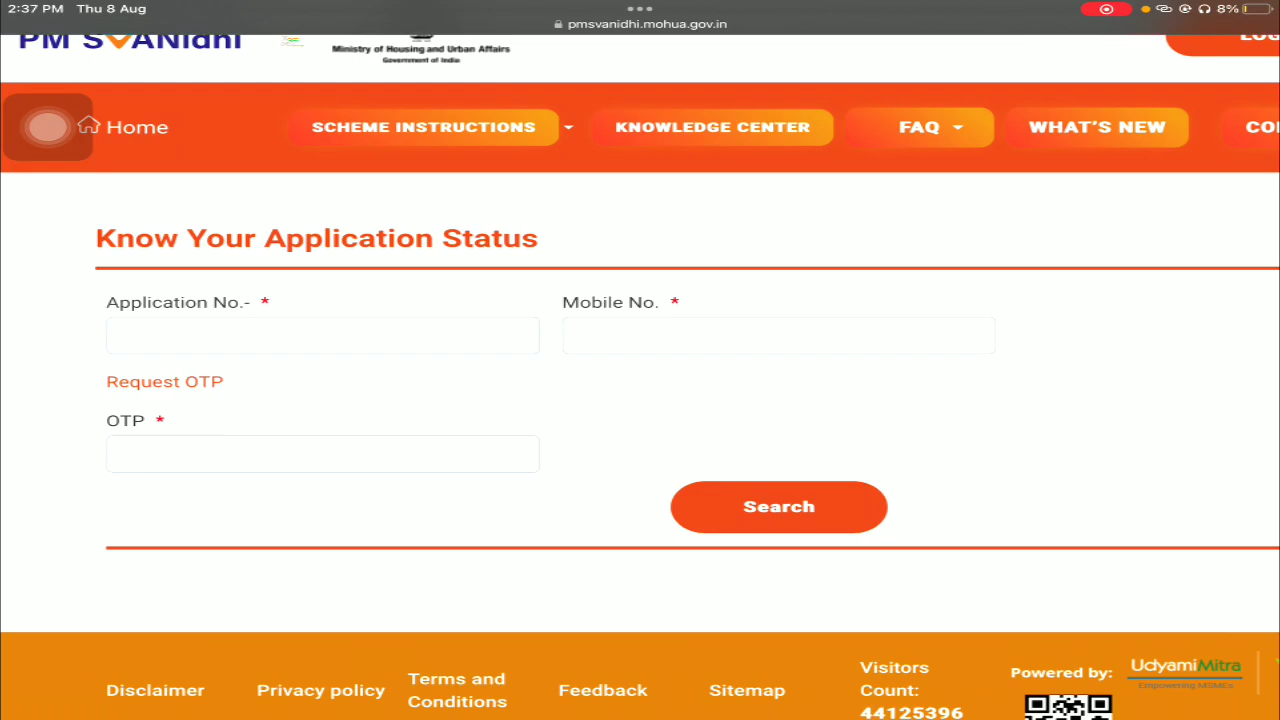 2:37 PM Thu 8 Aug
8%
pmsvanidhi.mohua.gov.in
PM SVANidhi
Ministry of Housing and Urban Affairs
Government of India
Home
SCHEME INSTRUCTIONS
KNOWLEDGE CENTER
FAQ
WHAT'S NEW
Know Your Application Status
Application No.- *
Mobile No. *
Request OTP
OTP *
Search
Disclaimer
Privacy policy
Terms and
Conditions
Feedback
Sitemap
Visitors
Count:
44125396
Powered by:
UdyamiMitra
Empowering MSMEs